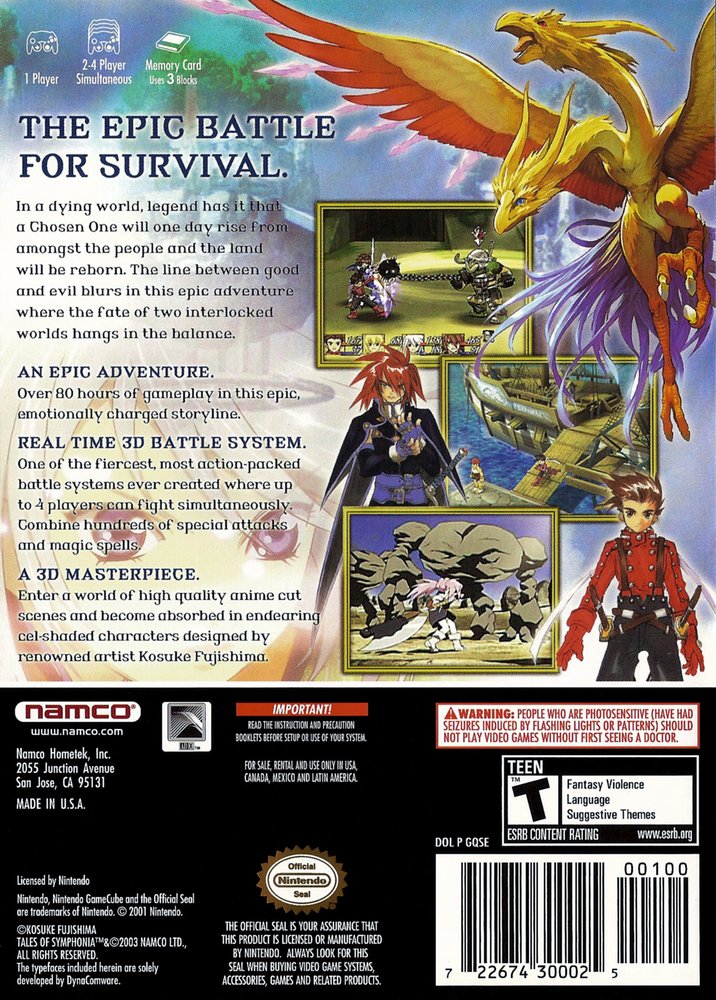 1 Player
2-4 Player
Simultaneous
Memory Card
Uses 3 Blocks
THE EPIC BATTLE
FOR SURVIVAL.
In a dying world, legend has it that
a Chosen One will one day rise from
amongst the people and the land
will be reborn. The line between good
and evil blurs in this epic adventure
where the fate of two interlocked
worlds hangs in the balance.
AN EPIC ADVENTURE.
Over 80 hours of gameplay in this epic,
emotionally charged storyline.
REAL TIME 3D BATTLE SYSTEM.
One of the fiercest, most action-packed
battle systems ever created where up
to 4 players can fight simultaneously.
Combine hundreds of special attacks
and magic spells.
A 3D MASTERPIECE.
Enter a world of high quality anime cut
scenes and become absorbed in endearing
cel-shaded characters designed by
renowned artist Kosuke Fujishima.
namco®
www.namco.com
Namco Hometek, Inc.
2055 Junction Avenue
San Jose, CA 95131
MADE IN U.S.A.
IMPORTANT!
READ THE INSTRUCTION AND PRECAUTION
BOOKLETS BEFORE SETUP OR USE OF YOUR SYSTEM.
FOR SALE, RENTAL AND USE ONLY IN USA,
CANADA, MEXICO AND LATIN AMERICA.
WARNING: PEOPLE WHO ARE PHOTOSENSITIVE (HAVE HAD
SEIZURES INDUCED BY FLASHING LIGHTS OR PATTERNS) SHOULD
NOT PLAY VIDEO GAMES WITHOUT FIRST SEEING A DOCTOR.
TEEN
T
TM
Fantasy Violence
Language
Suggestive Themes
ESRB CONTENT RATING www.esrb.org
DOL P GQSE
Licensed by Nintendo
Nintendo, Nintendo GameCube and the Official Seal
are trademarks of Nintendo. © 2001 Nintendo.
©KOSUKE FUJISHIMA
TALES OF SYMPHONIA™&©2003 NAMCO LTD.,
ALL RIGHTS RESERVED.
The typefaces included herein are solely
developed by DynaComware.
Official
Nintendo
Seal
THE OFFICIAL SEAL IS YOUR ASSURANCE THAT
THIS PRODUCT IS LICENSED OR MANUFACTURED
BY NINTENDO. ALWAYS LOOK FOR THIS
SEAL WHEN BUYING VIDEO GAME SYSTEMS,
ACCESSORIES, GAMES AND RELATED PRODUCTS.
00100
7 22674 30002 5